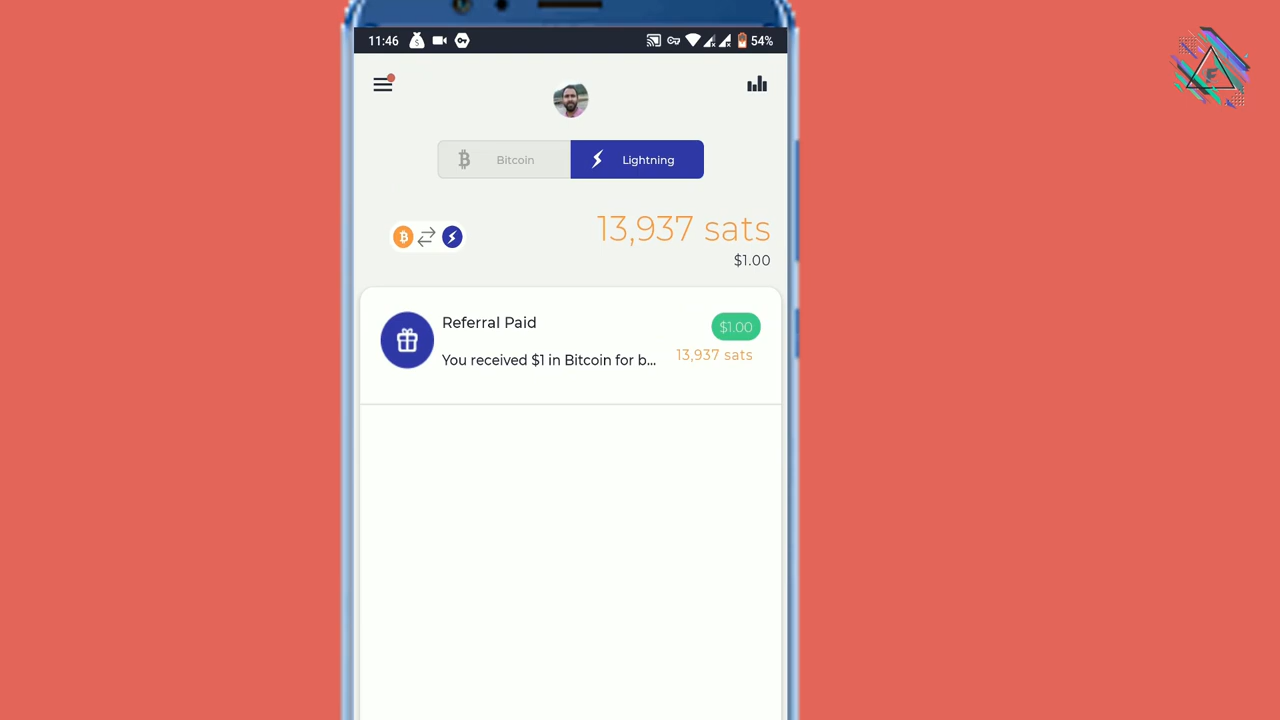 11:46 54%
Bitcoin Lightning
13,937 sats
$1.00
Referral Paid $1.00
You received $1 in Bitcoin for b... 13,937 sats